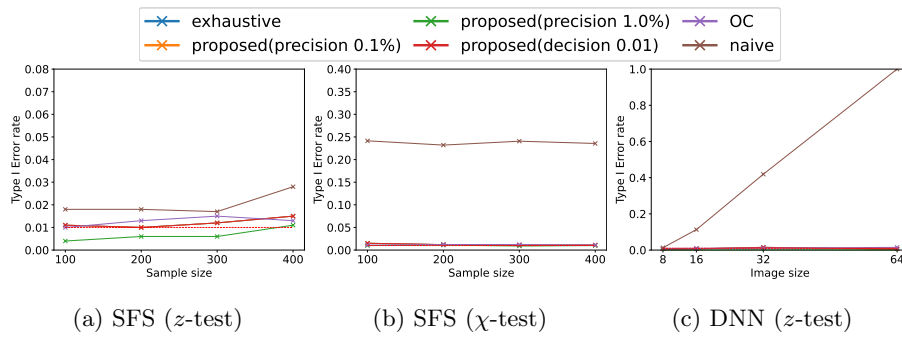 exhaustive
proposed(precision 0.1%)
proposed(precision 1.0%)
proposed(decision 0.01)
OC
naive
Type I Error rate
0.08
0.07
0.06
0.05
0.04
0.03
0.02
0.01
0.00
100 200 300 400
Sample size
Type I Error rate
0.40
0.35
0.30
0.25
0.20
0.15
0.10
0.05
0.00
100 200 300 400
Sample size
Type I Error rate
1.0
0.8
0.6
0.4
0.2
0.0
8 16 32 64
Image size
(a) SFS (z-test)
(b) SFS (χ-test)
(c) DNN (z-test)